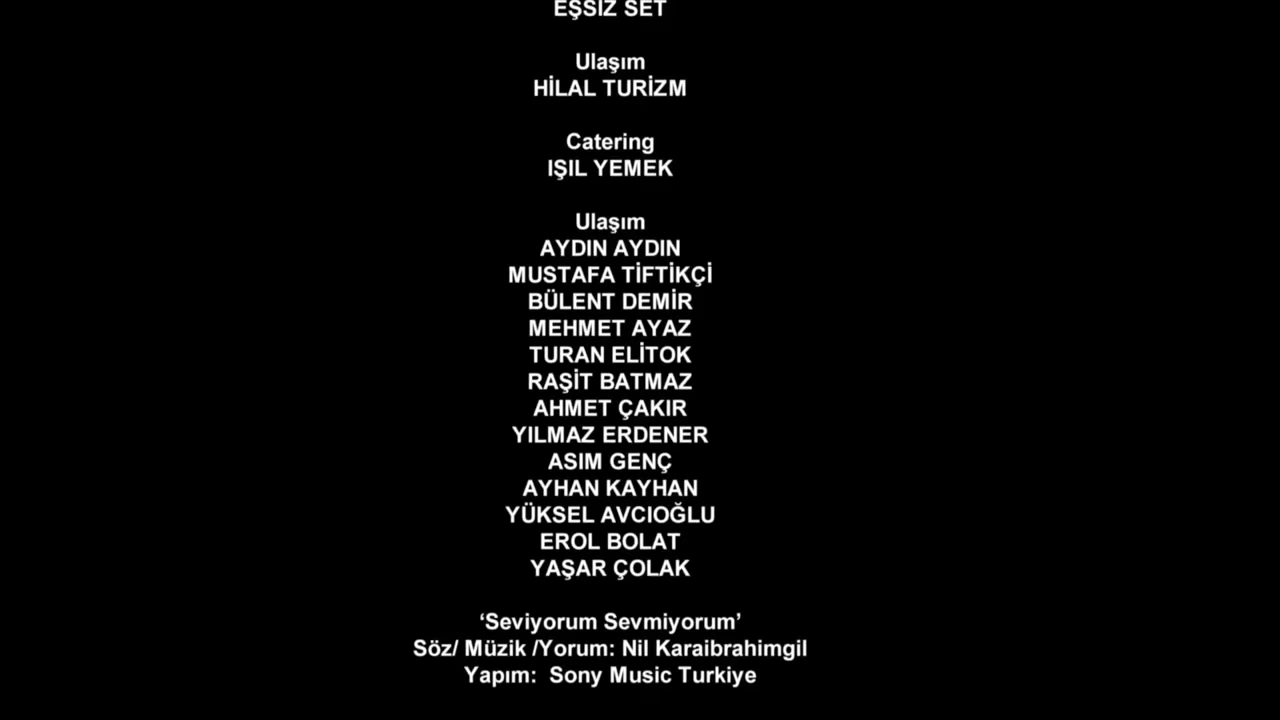 EŞSİZ SET
Ulaşım
HİLAL TURİZM
Catering
IŞIL YEMEK
Ulaşım
AYDIN AYDIN
MUSTAFA TİFTİKÇİ
BÜLENT DEMİR
MEHMET AYAZ
TURAN ELİTOK
RAŞİT BATMAZ
AHMET ÇAKIR
YILMAZ ERDENER
ASIM GENÇ
AYHAN KAYHAN
YÜKSEL AVCIOĞLU
EROL BOLAT
YAŞAR ÇOLAK
‘Seviyorum Sevmiyorum’
Söz/ Müzik /Yorum: Nil Karaibrahimgil
Yapım:  Sony Music Turkiye